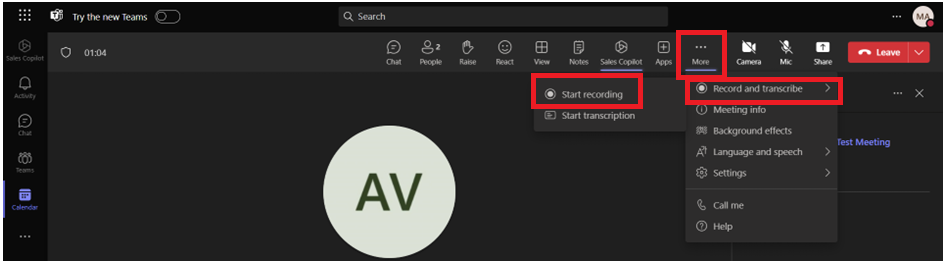 Try the new Teams
Search
MA
Sales Copilot
Activity
Chat
Teams
Calendar
01:04
Chat
People 2
Raise
React
View
Notes
Sales Copilot
Apps
More
Camera
Mic
Share
Leave
Start recording
Start transcription
Record and transcribe
Meeting info
Background effects
Language and speech
Settings
Call me
Help
Test Meeting
AV